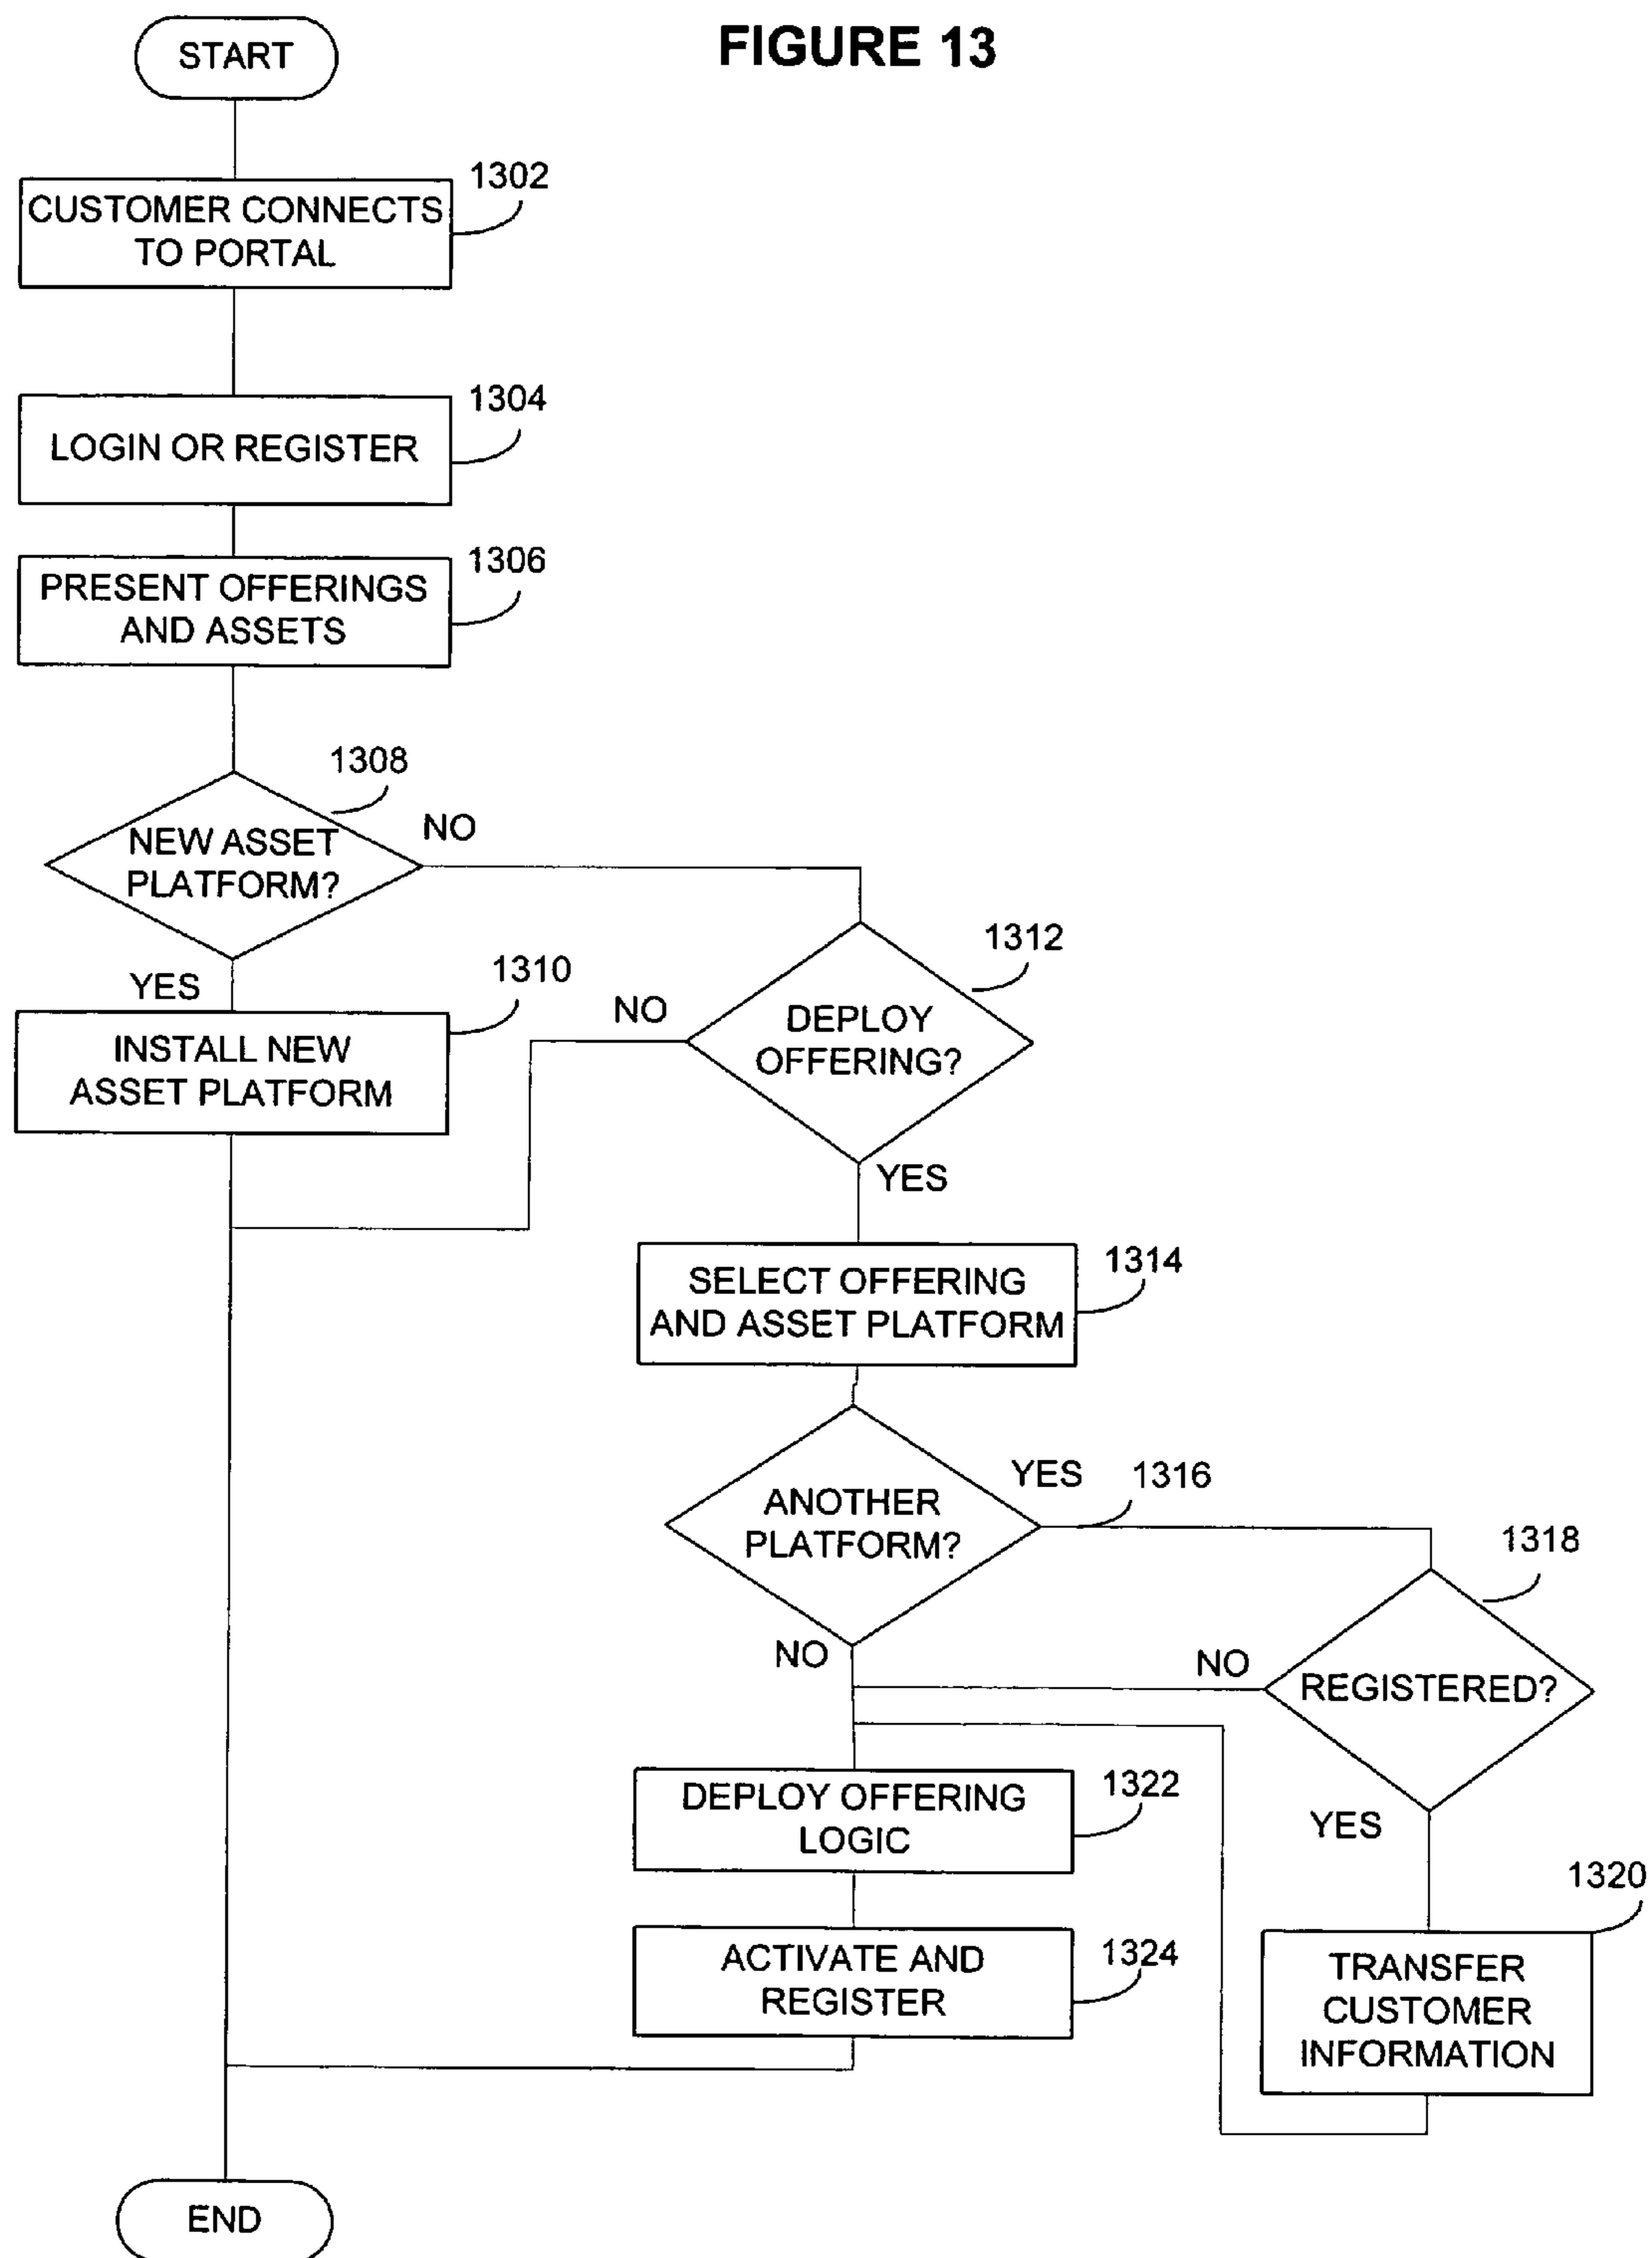 FIGURE 13
START
1302
CUSTOMER CONNECTS
TO PORTAL
1304
LOGIN OR REGISTER
1306
PRESENT OFFERINGS
AND ASSETS
1308
NEW ASSET
PLATFORM?
NO
YES
1310
INSTALL NEW
ASSET PLATFORM
1312
DEPLOY
OFFERING?
NO
YES
1314
SELECT OFFERING
AND ASSET PLATFORM
ANOTHER
PLATFORM?
YES
1316
NO
1318
REGISTERED?
NO
YES
1320
TRANSFER
CUSTOMER
INFORMATION
1322
DEPLOY OFFERING
LOGIC
1324
ACTIVATE AND
REGISTER
END